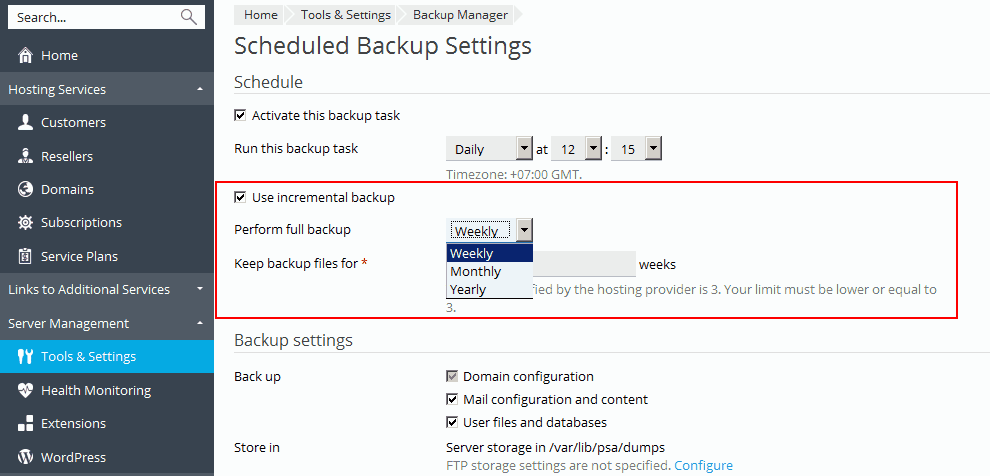 Search...
Home
Hosting Services
Customers
Resellers
Domains
Subscriptions
Service Plans
Links to Additional Services
Server Management
Tools & Settings
Health Monitoring
Extensions
WordPress
Home Tools & Settings Backup Manager
Scheduled Backup Settings
Schedule
Activate this backup task
Run this backup task Daily at 12 : 15
Timezone: +07:00 GMT.
Use incremental backup
Perform full backup Weekly
Weekly
Monthly
Yearly
Keep backup files for * weeks
by the hosting provider is 3. Your limit must be lower or equal to
3.
Backup settings
Back up Domain configuration
Mail configuration and content
User files and databases
Store in Server storage in /var/lib/psa/dumps
FTP storage settings are not specified. Configure